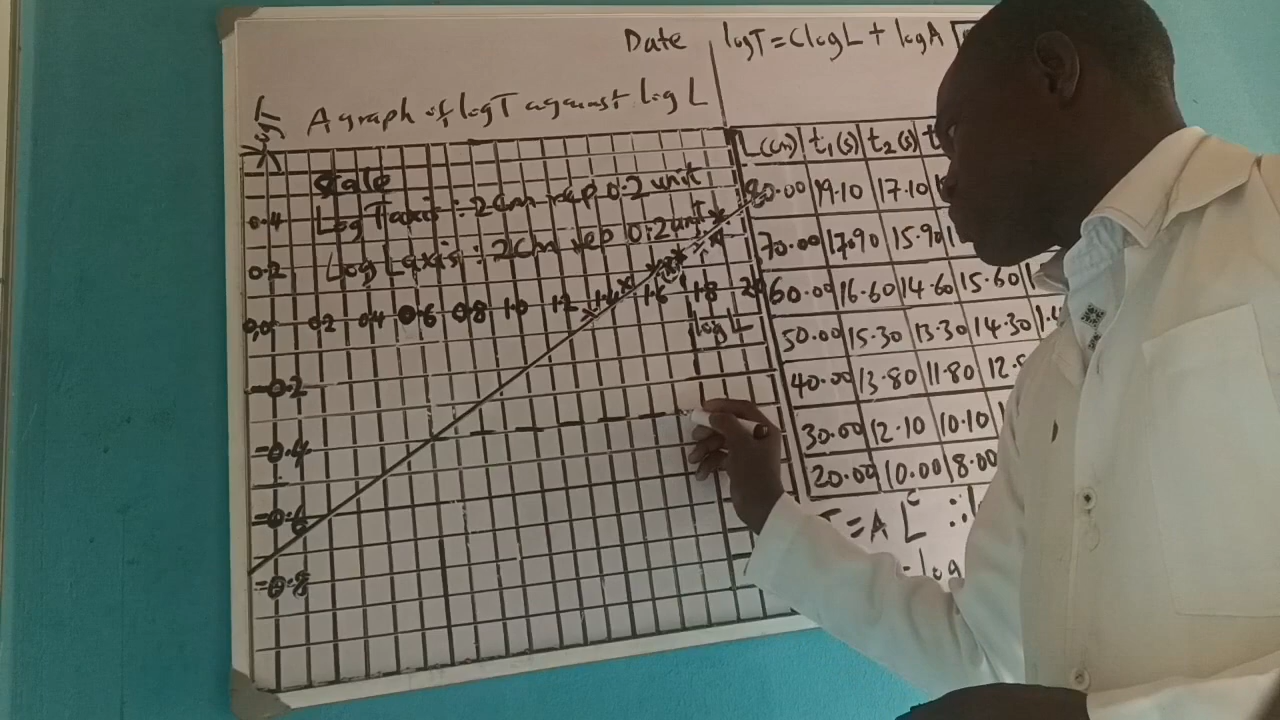 Date
logT = ClogL + logA
A graph of logT against log L
logT
Scale
Log T axis : 2cm rep 0.2 unit
Log L axis : 2cm rep 0.2 unit
0.4
0.2
0.0 0.2 0.4 0.6 0.8 1.0 1.2 1.4 1.6 1.8 2.0
log L
-0.2
-0.4
-0.6
-0.8
L(cm) t₁(s) t₂(s) t
80.00 19.10 17.10
70.00 17.90 15.90
60.00 16.60 14.60 15.60
50.00 15.30 13.30 14.30
40.00 13.80 11.80
30.00 12.10 10.10
20.00 10.00 8.00
T = A L^c ∴
= log